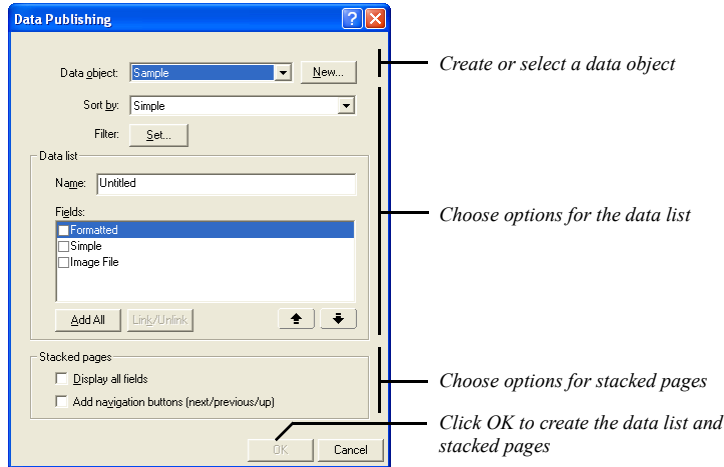 Data Publishing
Data object: Sample New...
Create or select a data object
Sort by: Simple
Filter: Set...
Data list
Name: Untitled
Choose options for the data list
Fields:
Formatted
Simple
Image File
Add All Link/Unlink
Stacked pages
Display all fields
Choose options for stacked pages
Add navigation buttons (next/previous/up)
Click OK to create the data list and
stacked pages
OK Cancel